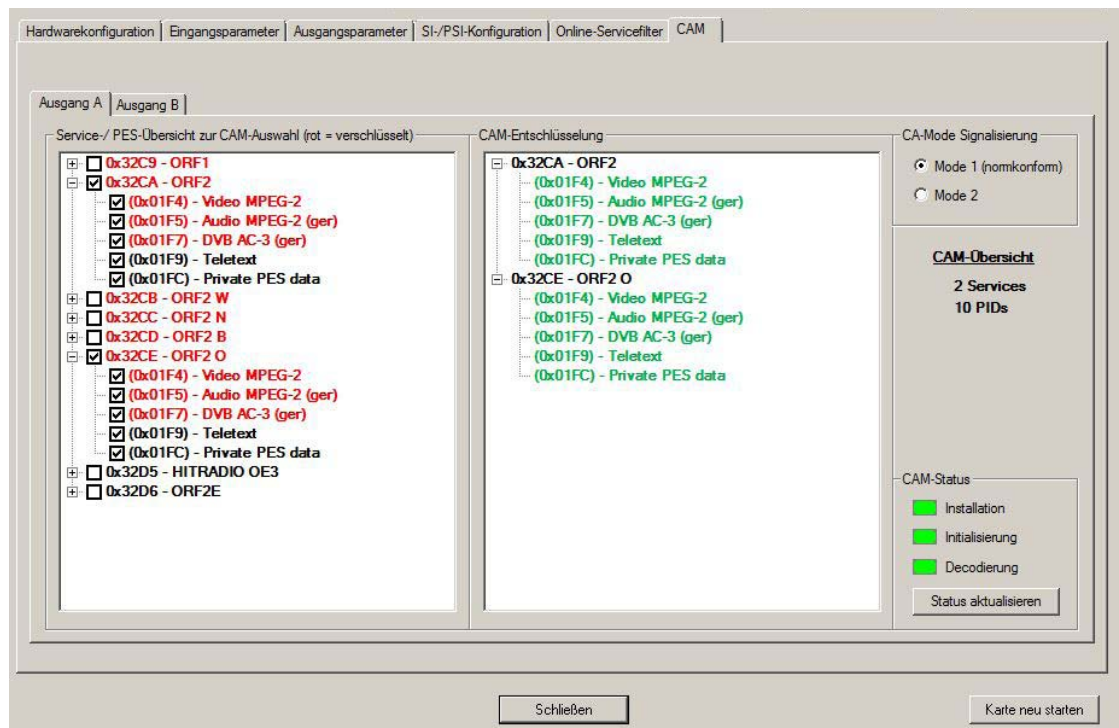 Hardwarekonfiguration Eingangsparameter Ausgangsparameter SI-/PSI-Konfiguration Online-Servicefilter CAM
Ausgang A Ausgang B
Service-/ PES-Übersicht zur CAM-Auswahl (rot = verschlüsselt)
0x32C9 - ORF1
0x32CA - ORF2
(0x01F4) - Video MPEG-2
(0x01F5) - Audio MPEG-2 (ger)
(0x01F7) - DVB AC-3 (ger)
(0x01F9) - Teletext
(0x01FC) - Private PES data
0x32CB - ORF2 W
0x32CC - ORF2 N
0x32CD - ORF2 B
0x32CE - ORF2 O
(0x01F4) - Video MPEG-2
(0x01F5) - Audio MPEG-2 (ger)
(0x01F7) - DVB AC-3 (ger)
(0x01F9) - Teletext
(0x01FC) - Private PES data
0x32D5 - HITRADIO OE3
0x32D6 - ORF2E
CAM-Entschlüsselung
0x32CA - ORF2
(0x01F4) - Video MPEG-2
(0x01F5) - Audio MPEG-2 (ger)
(0x01F7) - DVB AC-3 (ger)
(0x01F9) - Teletext
(0x01FC) - Private PES data
0x32CE - ORF2 O
(0x01F4) - Video MPEG-2
(0x01F5) - Audio MPEG-2 (ger)
(0x01F7) - DVB AC-3 (ger)
(0x01F9) - Teletext
(0x01FC) - Private PES data
CA-Mode Signalisierung
Mode 1 (normkonform)
Mode 2
CAM-Übersicht
2 Services
10 PIDs
CAM-Status
Installation
Initialisierung
Decodierung
Status aktualisieren
Schließen
Karte neu starten